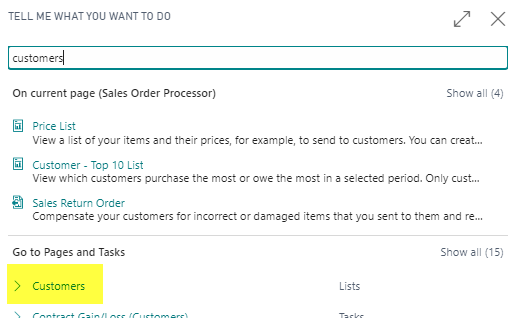 TELL ME WHAT YOU WANT TO DO
customers
On current page (Sales Order Processor) Show all (4)
Price List
View a list of your items and their prices, for example, to send to customers. You can creat...
Customer - Top 10 List
View which customers purchase the most or owe the most in a selected period. Only cust...
Sales Return Order
Compensate your customers for incorrect or damaged items that you sent to them and re...
Go to Pages and Tasks Show all (15)
Customers Lists
Contract Gain/Loss (Customers) Tasks